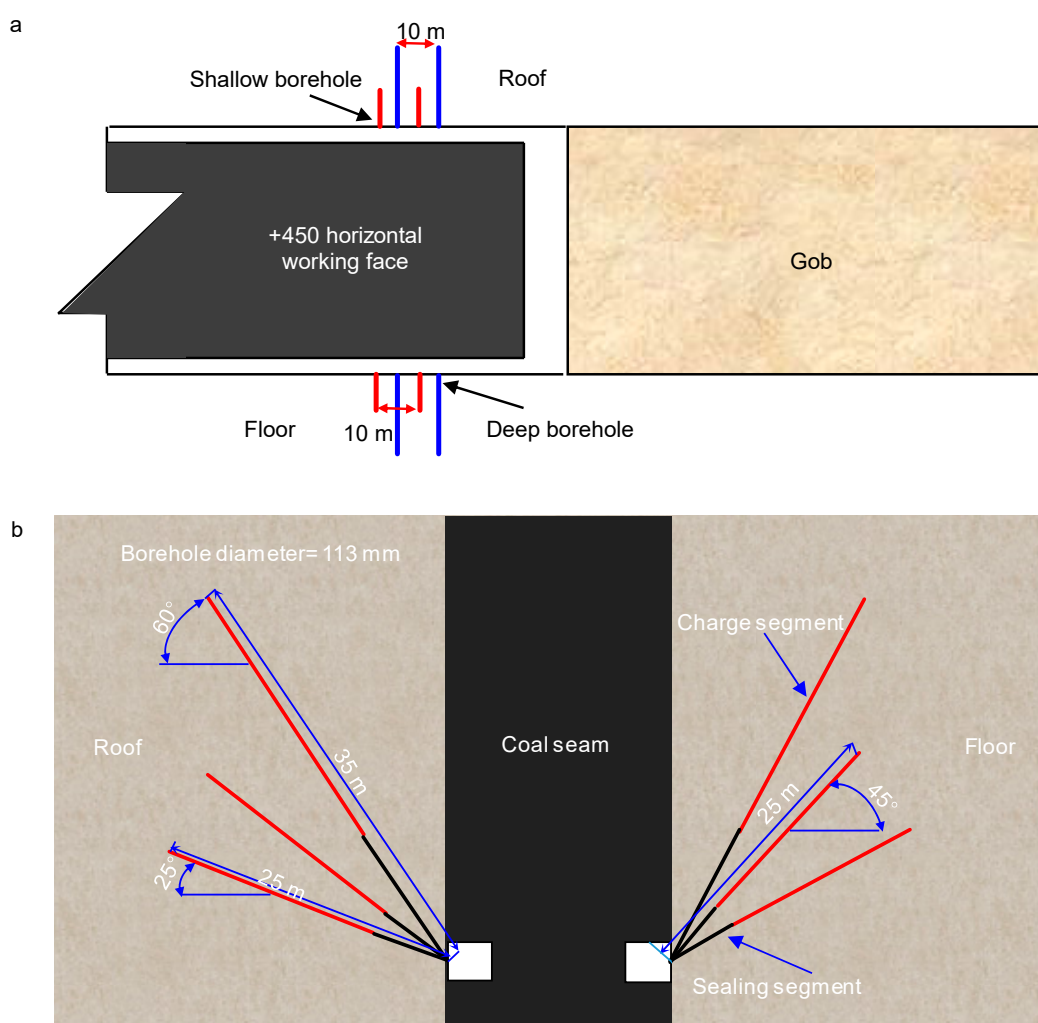 a
10 m
Shallow borehole
Roof
+450 horizontal
working face
Gob
Floor
10 m
Deep borehole
b
Borehole diameter= 113 mm
60°
Charge segment
Roof
Coal seam
Floor
35 m
25 m
45°
25°
25 m
Sealing segment